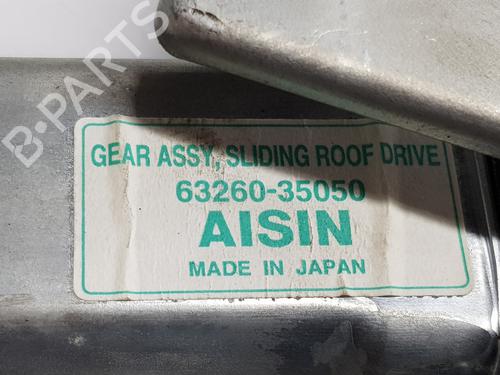 B-PARTS
GEAR ASSY, SLIDING ROOF DRIVE
63260-35050
AISIN
MADE IN JAPAN